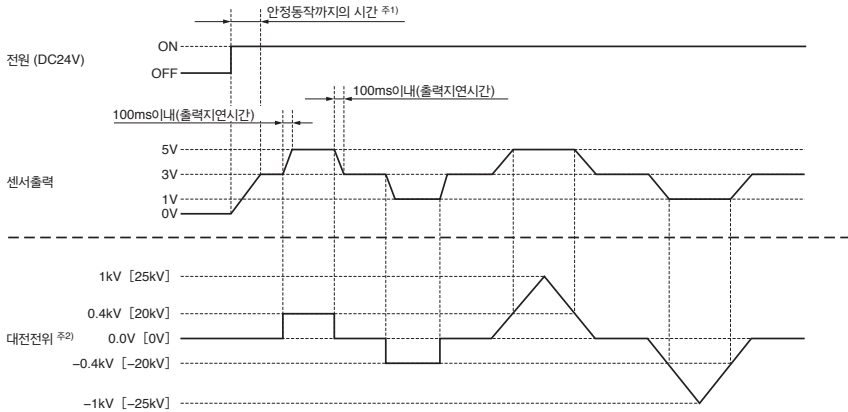 안정동작까지의 시간 주1)
전원 (DC24V)
ON
OFF
100ms이내(출력지연시간)
100ms이내(출력지연시간)
센서출력
5V
3V
1V
0V
1kV [25kV]
0.4kV [20kV]
대전전위 주2)
0.0V [0V]
−0.4kV [−20kV]
−1kV [−25kV]